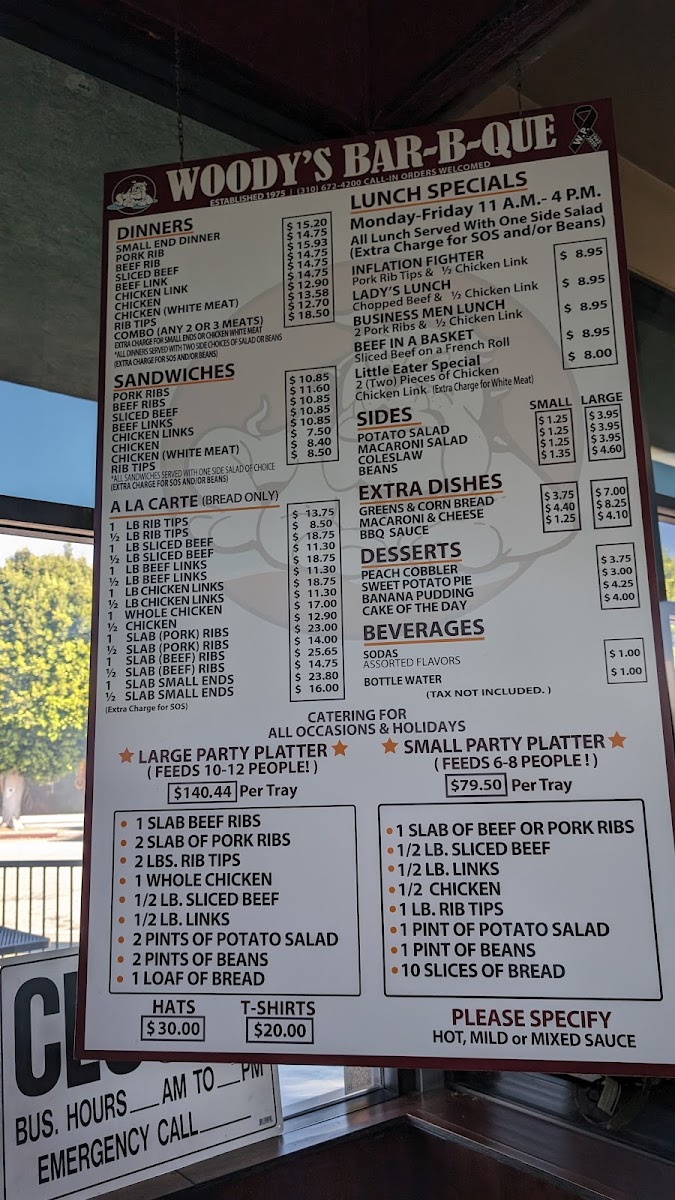 WOODY'S BAR-B-QUE
ESTABLISHED 1975 | (310) 672-4200 CALL-IN ORDERS WELCOMED
DINNERS
SMALL END DINNER $ 15.20
PORK RIB $ 14.75
BEEF RIB $ 15.93
SLICED BEEF $ 14.75
BEEF LINK $ 14.75
CHICKEN LINK $ 14.75
CHICKEN $ 12.90
CHICKEN (WHITE MEAT) $ 13.58
RIB TIPS $ 12.70
COMBO (ANY 2 OR 3 MEATS) $ 18.50
EXTRA CHARGE FOR SMALL ENDS OR CHICKEN WHITE MEAT
*ALL DINNERS SERVED WITH TWO SIDE CHOICES OF SALAD OR BEANS
(EXTRA CHARGE FOR SOS AND/OR BEANS)
SANDWICHES
PORK RIBS $ 10.85
BEEF RIBS $ 11.60
SLICED BEEF $ 10.85
BEEF LINKS $ 10.85
CHICKEN LINKS $ 10.85
CHICKEN $ 7.50
CHICKEN (WHITE MEAT) $ 8.40
RIB TIPS $ 8.50
*ALL SANDWICHES SERVED WITH ONE SIDE SALAD OF CHOICE
(EXTRA CHARGE FOR SOS AND/OR BEANS)
A LA CARTE (BREAD ONLY)
1 LB RIB TIPS $ 13.75
½ LB RIB TIPS $ 8.50
1 LB SLICED BEEF $ 18.75
½ LB SLICED BEEF $ 11.30
1 LB BEEF LINKS $ 18.75
½ LB BEEF LINKS $ 11.30
1 LB CHICKEN LINKS $ 18.75
½ LB CHICKEN LINKS $ 11.30
1 WHOLE CHICKEN $ 17.00
½ CHICKEN $ 12.90
1 SLAB (PORK) RIBS $ 23.00
½ SLAB (PORK) RIBS $ 14.00
1 SLAB (BEEF) RIBS $ 25.65
½ SLAB (BEEF) RIBS $ 14.75
1 SLAB SMALL ENDS $ 23.80
½ SLAB SMALL ENDS $ 16.00
(Extra Charge for SOS)
LUNCH SPECIALS
Monday-Friday 11 A.M.- 4 P.M.
All Lunch Served With One Side Salad
(Extra Charge for SOS and/or Beans)
INFLATION FIGHTER $ 8.95
Pork Rib Tips & ½ Chicken Link
LADY'S LUNCH $ 8.95
Chopped Beef & ½ Chicken Link
BUSINESS MEN LUNCH $ 8.95
2 Pork Ribs & ½ Chicken Link
BEEF IN A BASKET $ 8.95
Sliced Beef on a French Roll
Little Eater Special $ 8.00
2 (Two) Pieces of Chicken
Chicken Link (Extra Charge for White Meat)
SIDES SMALL LARGE
POTATO SALAD $ 1.25 $ 3.95
MACARONI SALAD $ 1.25 $ 3.95
COLESLAW $ 1.25 $ 3.95
BEANS $ 1.35 $ 4.60
EXTRA DISHES
GREENS & CORN BREAD $ 3.75 $ 7.00
MACARONI & CHEESE $ 4.40 $ 8.25
BBQ SAUCE $ 1.25 $ 4.10
DESSERTS
PEACH COBBLER $ 3.75
SWEET POTATO PIE $ 3.00
BANANA PUDDING $ 4.25
CAKE OF THE DAY $ 4.00
BEVERAGES
SODAS $ 1.00
ASSORTED FLAVORS
BOTTLE WATER $ 1.00
(TAX NOT INCLUDED.)
CATERING FOR
ALL OCCASIONS & HOLIDAYS
LARGE PARTY PLATTER
( FEEDS 10-12 PEOPLE! )
$140.44 Per Tray
• 1 SLAB BEEF RIBS
• 2 SLAB OF PORK RIBS
• 2 LBS. RIB TIPS
• 1 WHOLE CHICKEN
• 1/2 LB. SLICED BEEF
• 1/2 LB. LINKS
• 2 PINTS OF POTATO SALAD
• 2 PINTS OF BEANS
• 1 LOAF OF BREAD
HATS T-SHIRTS
$ 30.00 $20.00
SMALL PARTY PLATTER
( FEEDS 6-8 PEOPLE ! )
$79.50 Per Tray
• 1 SLAB OF BEEF OR PORK RIBS
• 1/2 LB. SLICED BEEF
• 1/2 LB. LINKS
• 1/2 CHICKEN
• 1 LB. RIB TIPS
• 1 PINT OF POTATO SALAD
• 1 PINT OF BEANS
• 10 SLICES OF BREAD
PLEASE SPECIFY
HOT, MILD or MIXED SAUCE
BUS. HOURS___AM TO___PM
EMERGENCY CALL